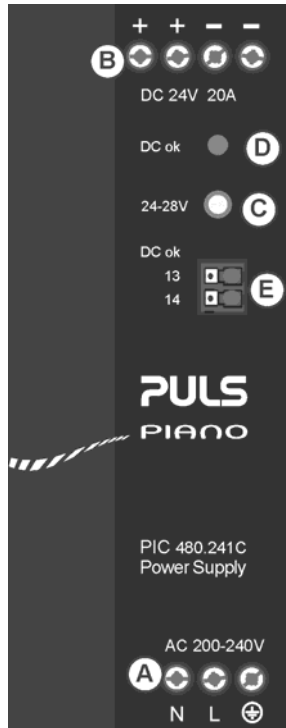 + + − −
B
DC 24V 20A
DC ok
D
24-28V
C
DC ok
13
E
14
PULS
PIANO
PIC 480.241C
Power Supply
AC 200-240V
A
N L